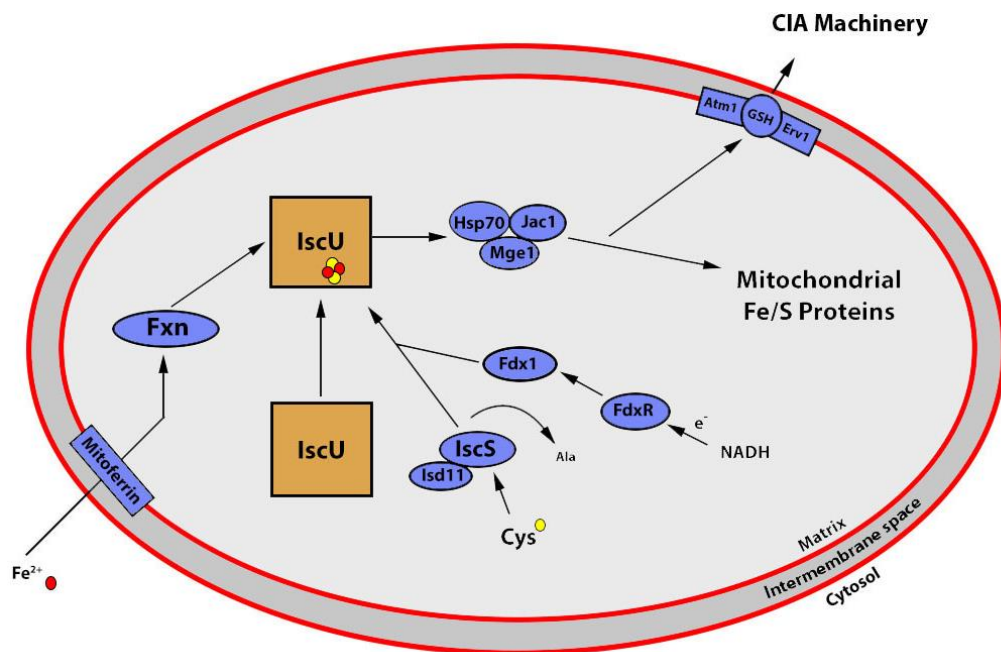 CIA Machinery
Atm1
GSH
Erv1
IscU
Hsp70
Jac1
Mge1
Mitochondrial
Fe/S Proteins
Fxn
Fdx1
FdxR
e-
NADH
IscU
IscS
Isd11
Ala
Cys
Mitoferrin
Fe²⁺
Matrix
Intermembrane space
Cytosol